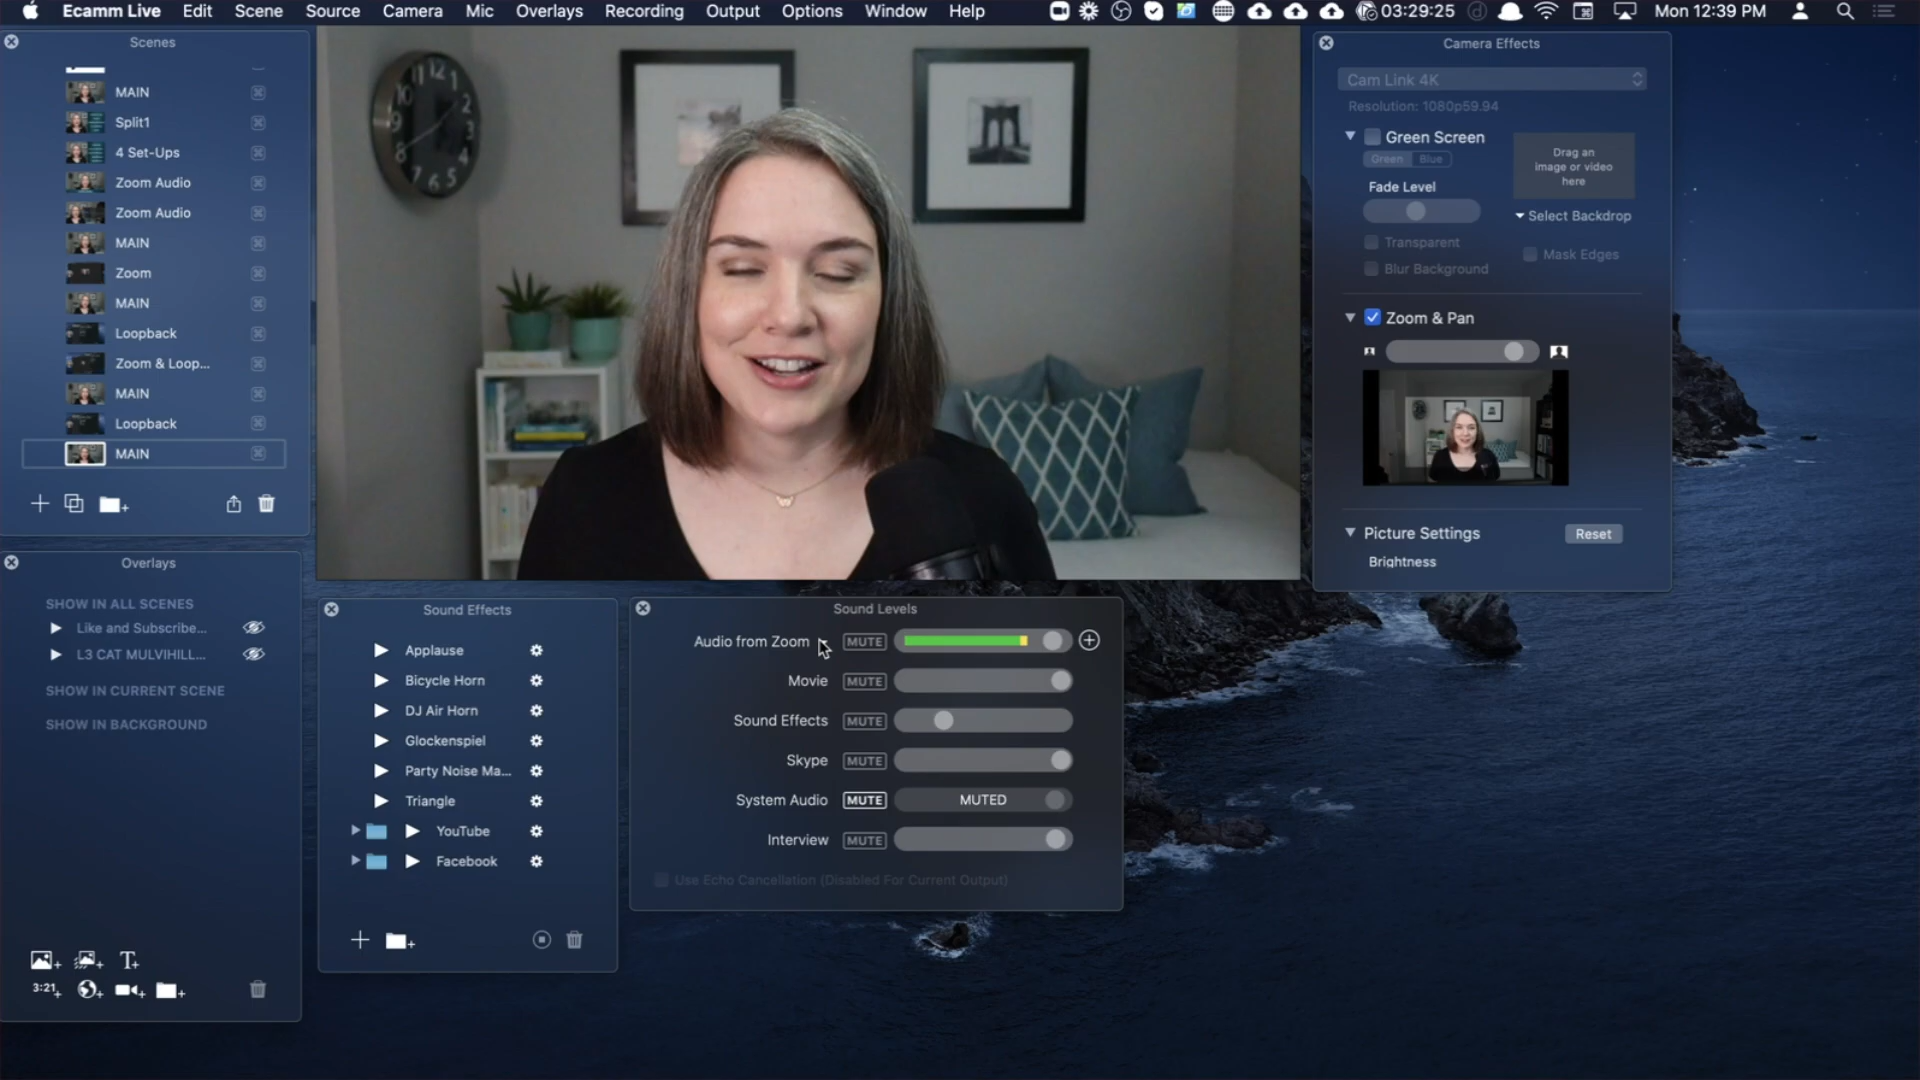 Ecamm Live Edit Scene Source Camera Mic Overlays Recording Output Options Window Help 03:29:25 Mon 12:39 PM
Scenes
MAIN
Split1
4 Set-Ups
Zoom Audio
Zoom Audio
MAIN
Zoom
MAIN
Loopback
Zoom & Loop...
MAIN
Loopback
MAIN
Overlays
SHOW IN ALL SCENES
Like and Subscribe...
L3 CAT MULVIHILL...
SHOW IN CURRENT SCENE
SHOW IN BACKGROUND
3:21
Sound Effects
Applause
Bicycle Horn
DJ Air Horn
Glockenspiel
Party Noise Ma...
Triangle
YouTube
Facebook
Sound Levels
Audio from Zoom MUTE
Movie MUTE
Sound Effects MUTE
Skype MUTE
System Audio MUTE MUTED
Interview MUTE
Use Echo Cancellation (Disabled For Current Output)
Camera Effects
Cam Link 4K
Resolution: 1080p59.94
Green Screen
Green Blue
Drag an
image or video
here
Fade Level
Select Backdrop
Transparent
Mask Edges
Blur Background
Zoom & Pan
Picture Settings Reset
Brightness